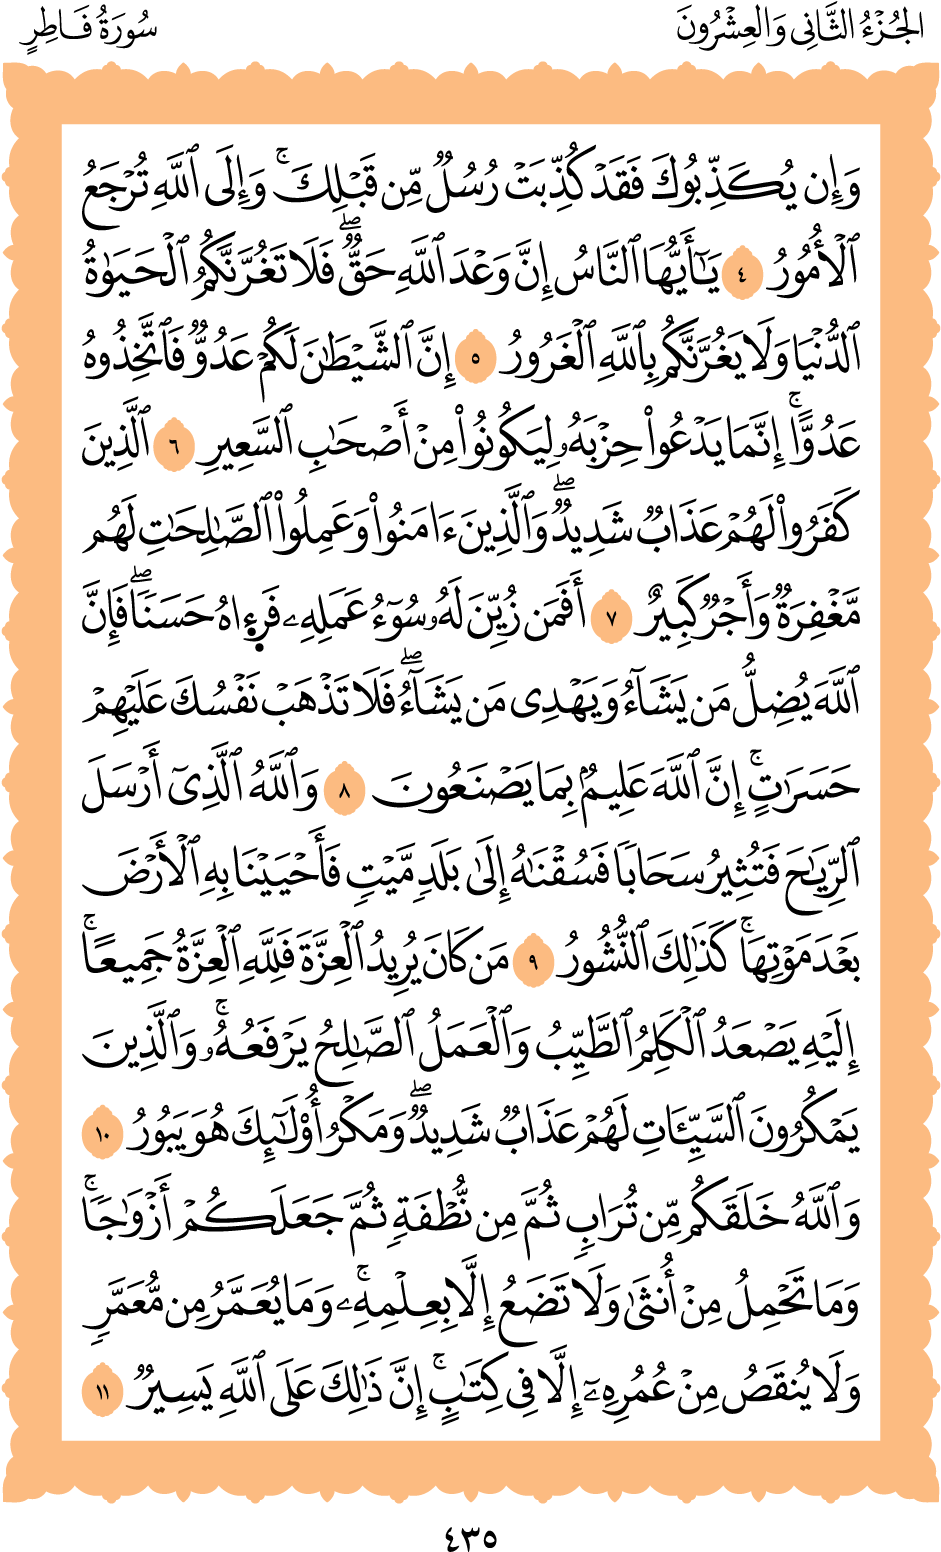 الجُزْءُ الثَّانِي وَالعِشْرُونَ
سُورَةُ فَاطِرٍ
وَإِن يُكَذِّبُوكَ فَقَدْ كُذِّبَتْ رُسُلٌ مِّن قَبْلِكَۚ وَإِلَى ٱللَّهِ تُرْجَعُ
ٱلْأُمُورُ ٤ يَـٰٓأَيُّهَا ٱلنَّاسُ إِنَّ وَعْدَ ٱللَّهِ حَقٌّۖ فَلَا تَغُرَّنَّكُمُ ٱلْحَيَوٰةُ
ٱلدُّنْيَا وَلَا يَغُرَّنَّكُم بِٱللَّهِ ٱلْغَرُورُ ٥ إِنَّ ٱلشَّيْطَـٰنَ لَكُمْ عَدُوٌّ فَٱتَّخِذُوهُ
عَدُوًّاۚ إِنَّمَا يَدْعُوا۟ حِزْبَهُۥ لِيَكُونُوا۟ مِنْ أَصْحَـٰبِ ٱلسَّعِيرِ ٦ ٱلَّذِينَ
كَفَرُوا۟ لَهُمْ عَذَابٌ شَدِيدٌۖ وَٱلَّذِينَ ءَامَنُوا۟ وَعَمِلُوا۟ ٱلصَّـٰلِحَـٰتِ لَهُم
مَّغْفِرَةٌ وَأَجْرٌ كَبِيرٌ ٧ أَفَمَن زُيِّنَ لَهُۥ سُوٓءُ عَمَلِهِۦ فَرَءِاهُ حَسَنًاۖ فَإِنَّ
ٱللَّهَ يُضِلُّ مَن يَشَآءُ وَيَهْدِى مَن يَشَآءُۖ فَلَا تَذْهَبْ نَفْسُكَ عَلَيْهِمْ
حَسَرَٰتٍۚ إِنَّ ٱللَّهَ عَلِيمٌۢ بِمَا يَصْنَعُونَ ٨ وَٱللَّهُ ٱلَّذِىٓ أَرْسَلَ
ٱلرِّيَـٰحَ فَتُثِيرُ سَحَابًا فَسُقْنَـٰهُ إِلَىٰ بَلَدٍ مَّيْتٍ فَأَحْيَيْنَا بِهِ ٱلْأَرْضَ
بَعْدَ مَوْتِهَاۚ كَذَٰلِكَ ٱلنُّشُورُ ٩ مَن كَانَ يُرِيدُ ٱلْعِزَّةَ فَلِلَّهِ ٱلْعِزَّةُ جَمِيعًاۚ
إِلَيْهِ يَصْعَدُ ٱلْكَلِمُ ٱلطَّيِّبُ وَٱلْعَمَلُ ٱلصَّـٰلِحُ يَرْفَعُهُۥۚ وَٱلَّذِينَ
يَمْكُرُونَ ٱلسَّيِّـَٔاتِ لَهُمْ عَذَابٌ شَدِيدٌۖ وَمَكْرُ أُو۟لَـٰٓئِكَ هُوَ يَبُورُ ١٠
وَٱللَّهُ خَلَقَكُم مِّن تُرَابٍ ثُمَّ مِن نُّطْفَةٍ ثُمَّ جَعَلَكُمْ أَزْوَٰجًاۚ
وَمَا تَحْمِلُ مِنْ أُنثَىٰ وَلَا تَضَعُ إِلَّا بِعِلْمِهِۦۚ وَمَا يُعَمَّرُ مِن مُّعَمَّرٍ
وَلَا يُنقَصُ مِنْ عُمُرِهِۦٓ إِلَّا فِى كِتَـٰبٍۚ إِنَّ ذَٰلِكَ عَلَى ٱللَّهِ يَسِيرٌ ١١
٤٣٥